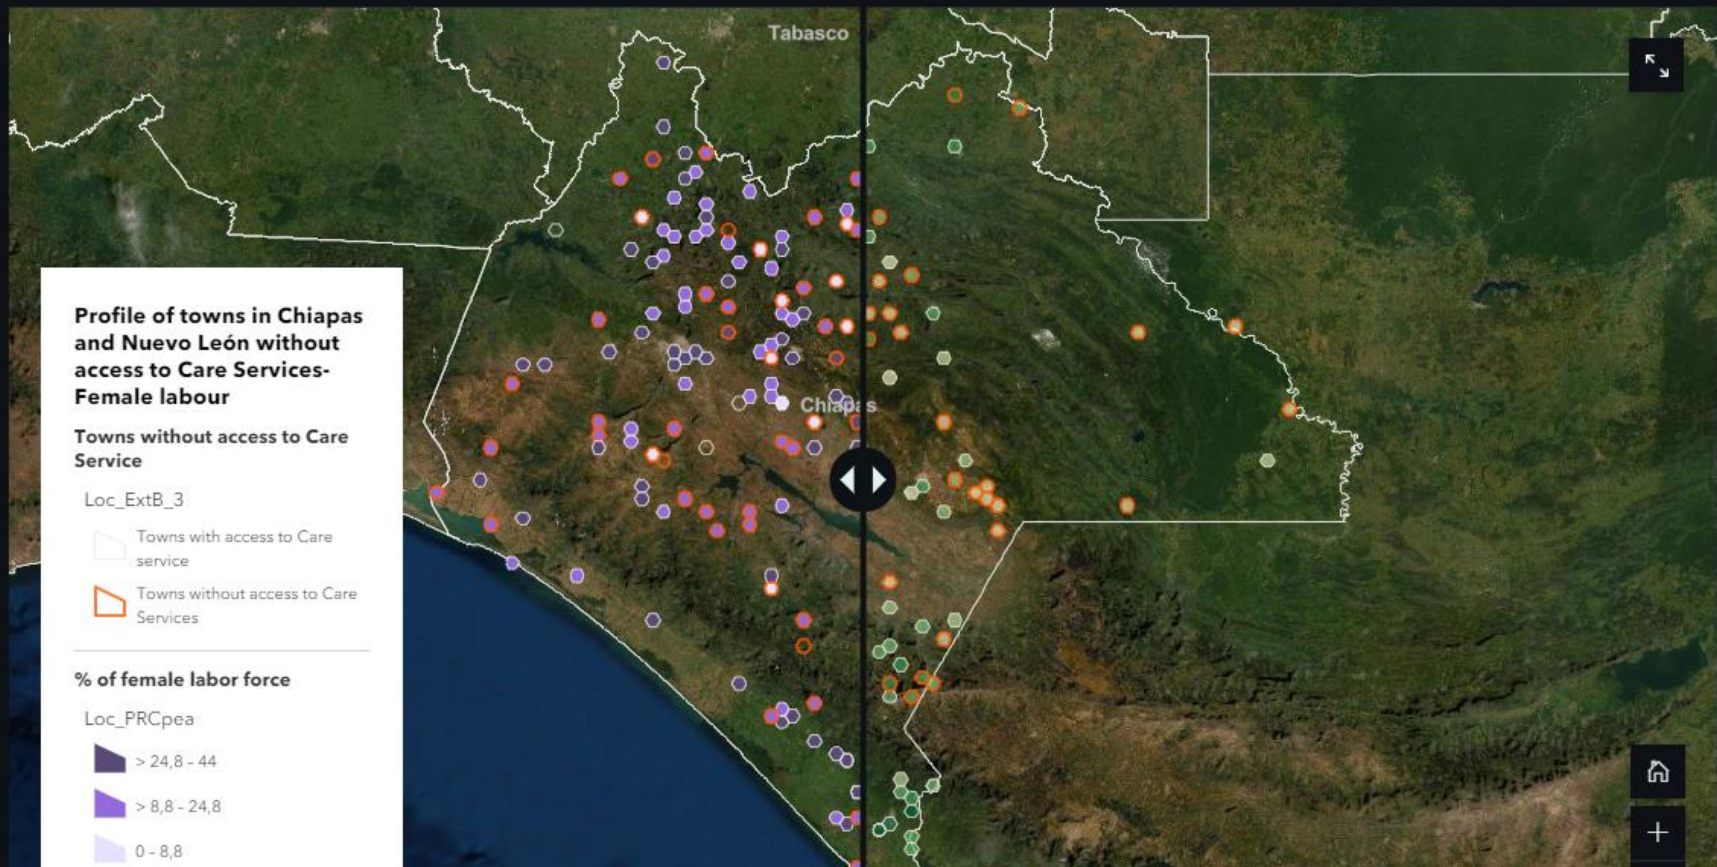 Tabasco
Chiapas
Profile of towns in Chiapas
and Nuevo León without
access to Care Services-
Female labour
Towns without access to Care
Service
Loc_ExtB_3
Towns with access to Care
service
Towns without access to Care
Services
% of female labor force
Loc_PRCpea
> 24,8 - 44
> 8,8 - 24,8
0 - 8,8